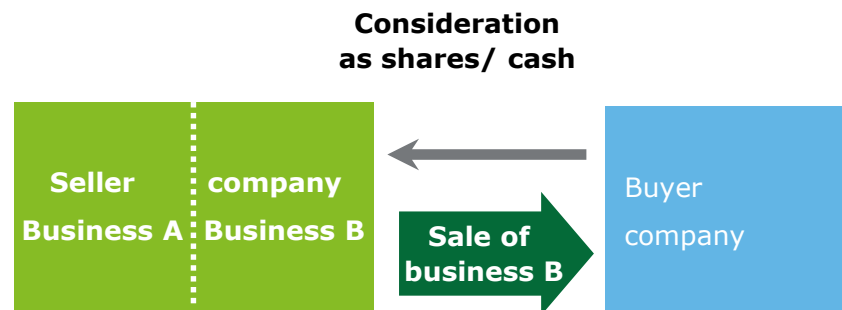 Consideration
as shares/ cash
Seller company
Business A Business B
Sale of
business B
Buyer
company